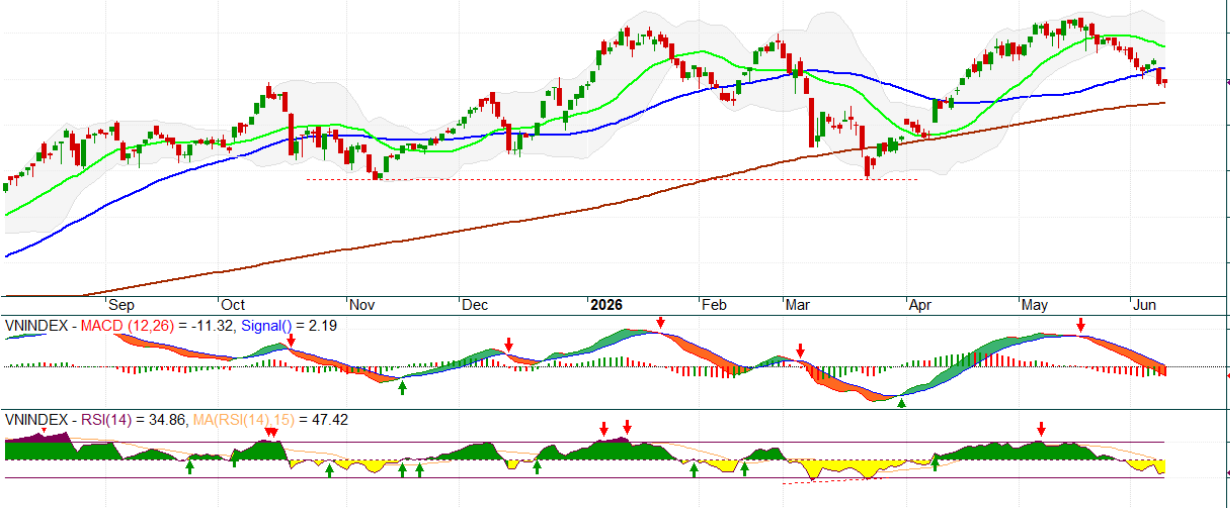 Sep Oct Nov Dec 2026 Feb Mar Apr May Jun
VNINDEX - MACD (12,26) = -11.32, Signal() = 2.19
VNINDEX - RSI(14) = 34.86, MA(RSI(14),15) = 47.42